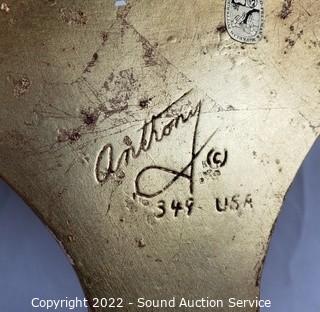 Anthony
(c)
349 USA
Copyright 2022 - Sound Auction Service